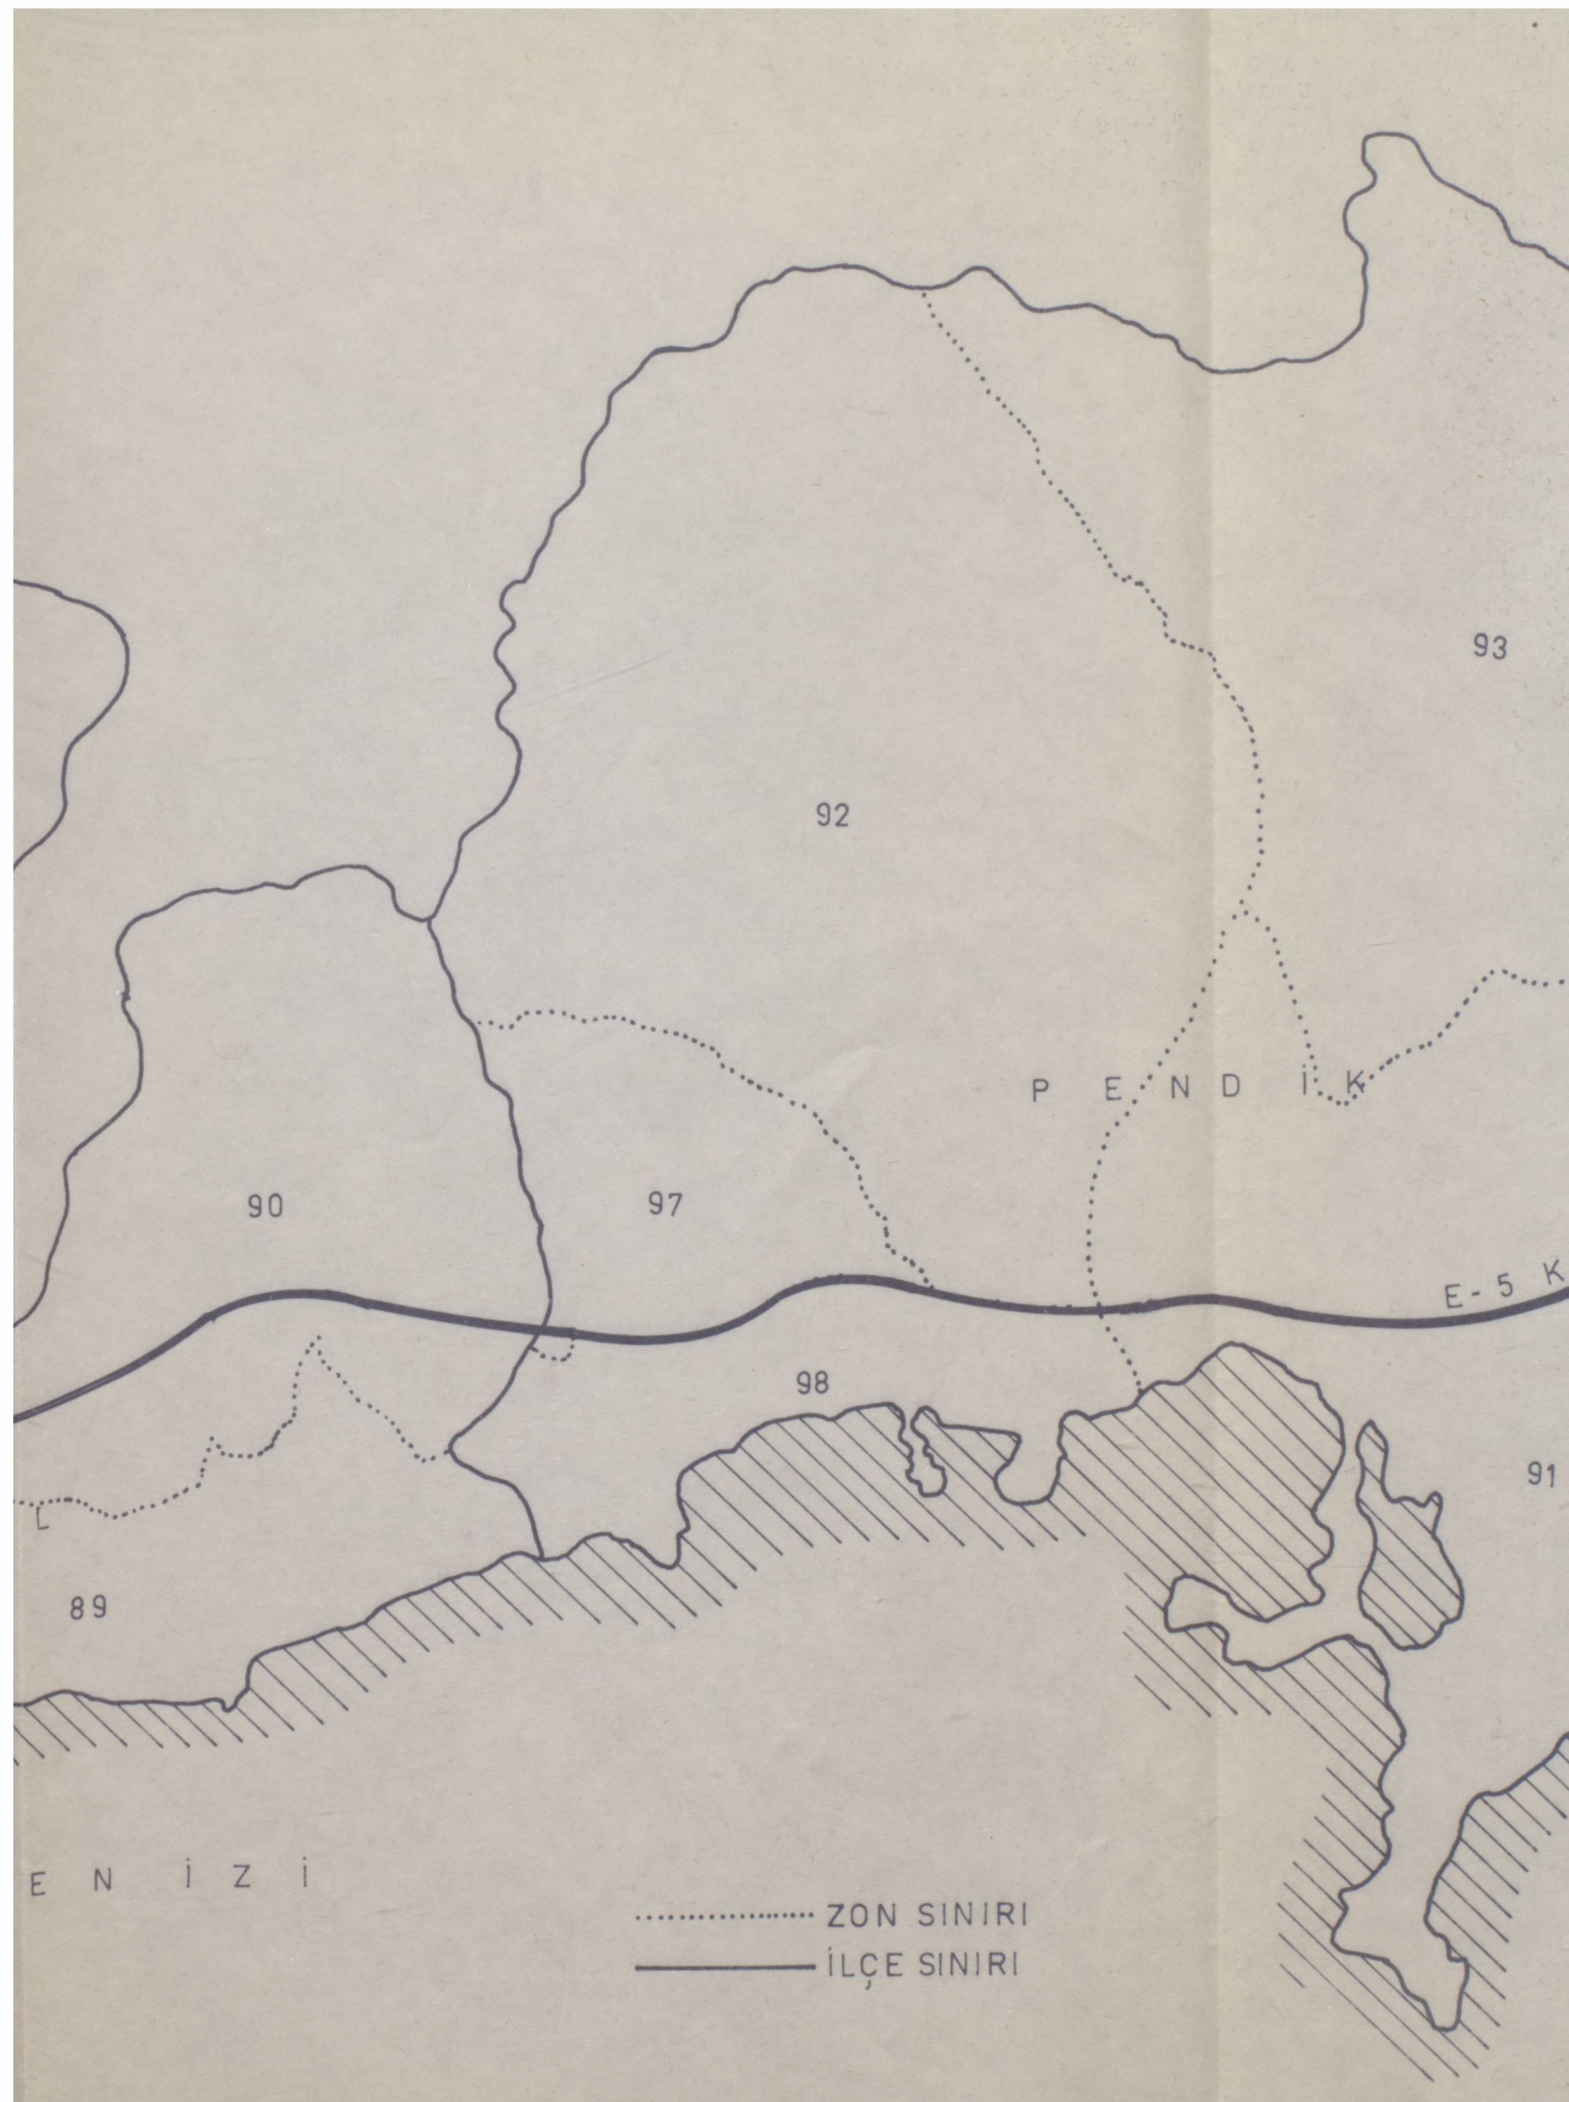 93
92
P E N D İ K
90
97
E-5 K
98
91
L
89
E N İ Z İ
ZON SINIRI
İLÇE SINIRI